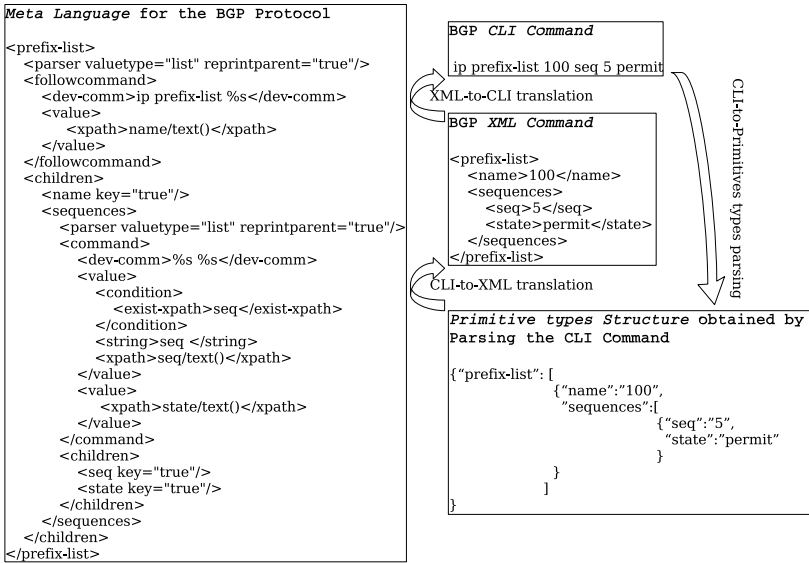 Meta Language for the BGP Protocol
<prefix-list>
<parser valuetype="list" reprintparent="true"/>
<followcommand>
<dev-comm>ip prefix-list %s</dev-comm>
<value>
<xpath>name/text()</xpath>
</value>
</followcommand>
<children>
<name key="true"/>
<sequences>
<parser valuetype="list" reprintparent="true"/>
<command>
<dev-comm>%s %s</dev-comm>
<value>
<condition>
<exist-xpath>seq</exist-xpath>
</condition>
<string>seq </string>
<xpath>seq/text()</xpath>
</value>
<value>
<xpath>state/text()</xpath>
</value>
</command>
<children>
<seq key="true"/>
<state key="true"/>
</children>
</sequences>
</children>
</prefix-list>
BGP CLI Command
ip prefix-list 100 seq 5 permit
XML-to-CLI translation
BGP XML Command
<prefix-list>
<name>100</name>
<sequences>
<seq>5</seq>
<state>permit</state>
</sequences>
</prefix-list>
CLI-to-XML translation
CLI-to-Primitives types parsing
Primitive types Structure obtained by
Parsing the CLI Command
{“prefix-list”: [
{“name”:”100”,
”sequences”:[
{“seq”:”5”,
”state”:”permit”
}
}
]
}